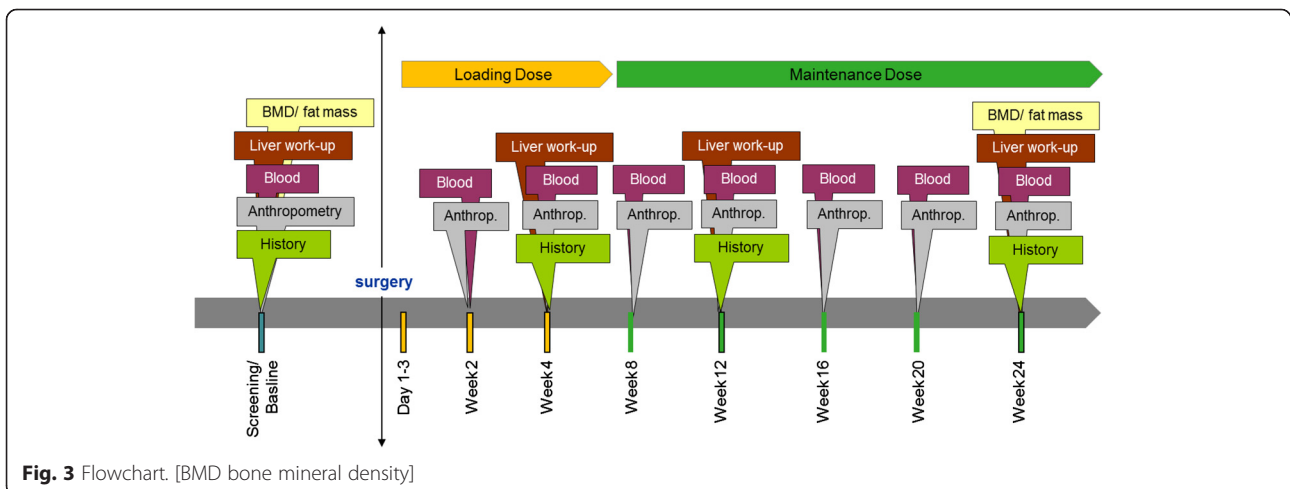 Loading Dose
Maintenance Dose
BMD/ fat mass
Liver work-up
Blood
Anthropometry
History
surgery
Blood
Anthrop.
Liver work-up
Blood
Anthrop.
History
Blood
Anthrop.
Liver work-up
Blood
Anthrop.
History
Blood
Anthrop.
Blood
Anthrop.
BMD/ fat mass
Liver work-up
Blood
Anthrop.
History
Screening/
Basline
Day 1-3
Week2
Week4
Week8
Week12
Week16
Week20
Week24
Fig. 3 Flowchart. [BMD bone mineral density]